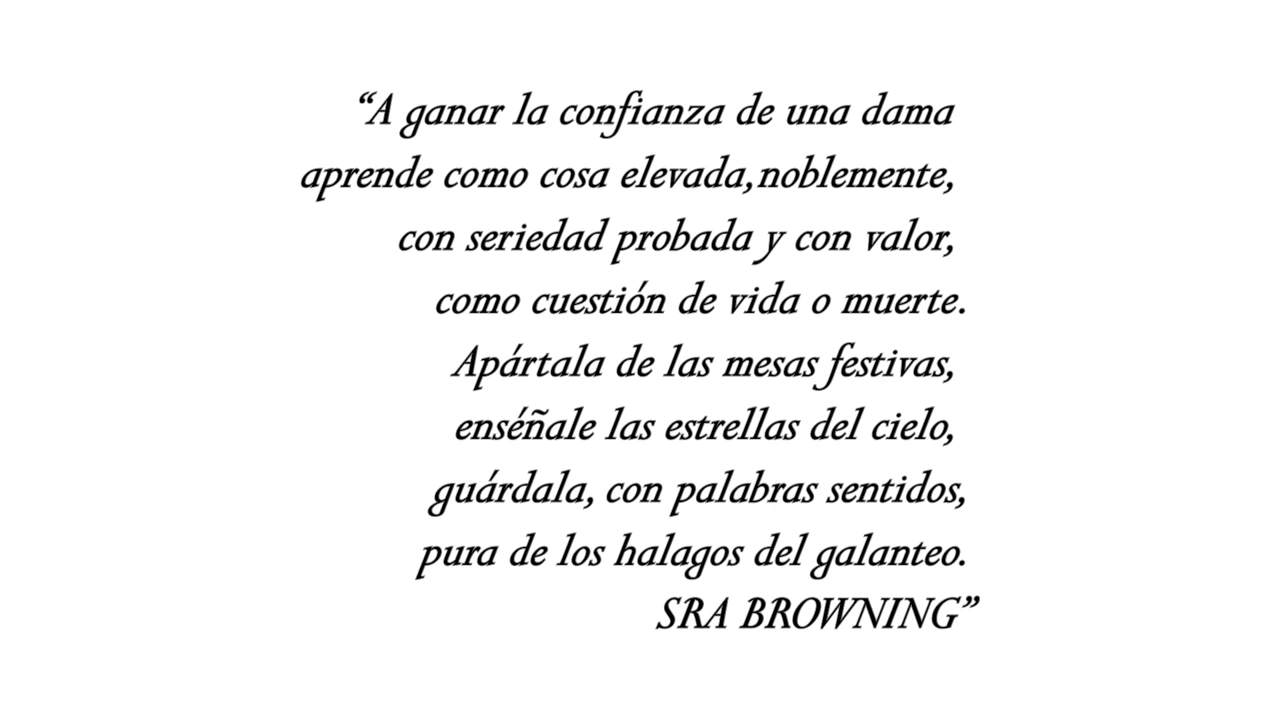 “A ganar la confianza de una dama
aprende como cosa elevada,noblemente,
con seriedad probada y con valor,
como cuestión de vida o muerte.
Apártala de las mesas festivas,
enséñale las estrellas del cielo,
guárdala, con palabras sentidos,
pura de los halagos del galanteo.
SRA BROWNING”